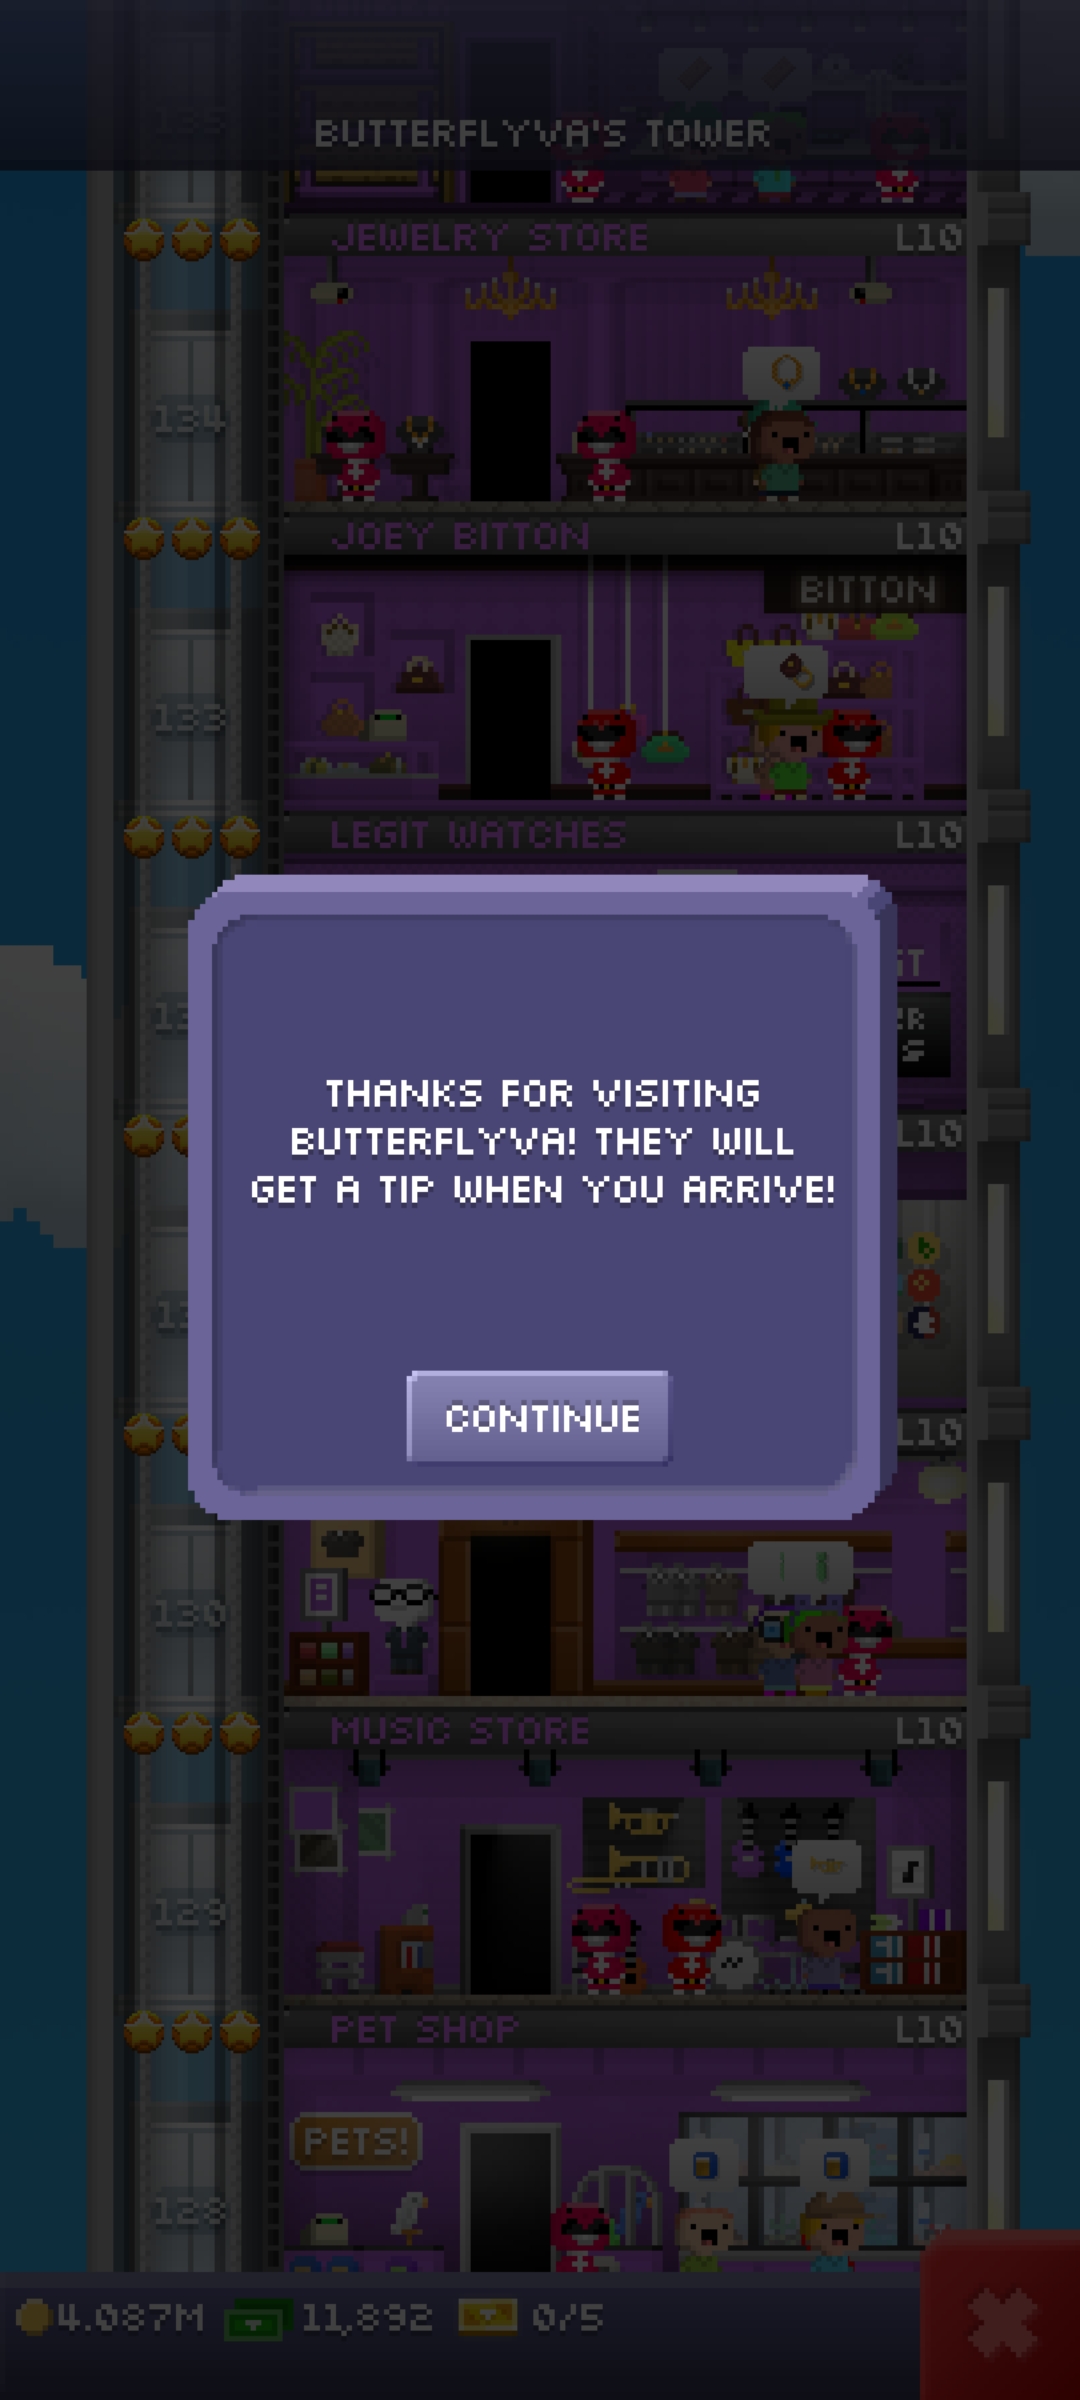 135
BUTTERFLYVA'S TOWER
JEWELRY STORE L10
134
JOEY BITTON L10
BITTON
133
LEGIT WATCHES L10
THANKS FOR VISITING
BUTTERFLYVA! THEY WILL
GET A TIP WHEN YOU ARRIVE!
L10
CONTINUE
L10
130
MUSIC STORE L10
129
PET SHOP L10
PETS!
128
4.087M 11,892 0/5